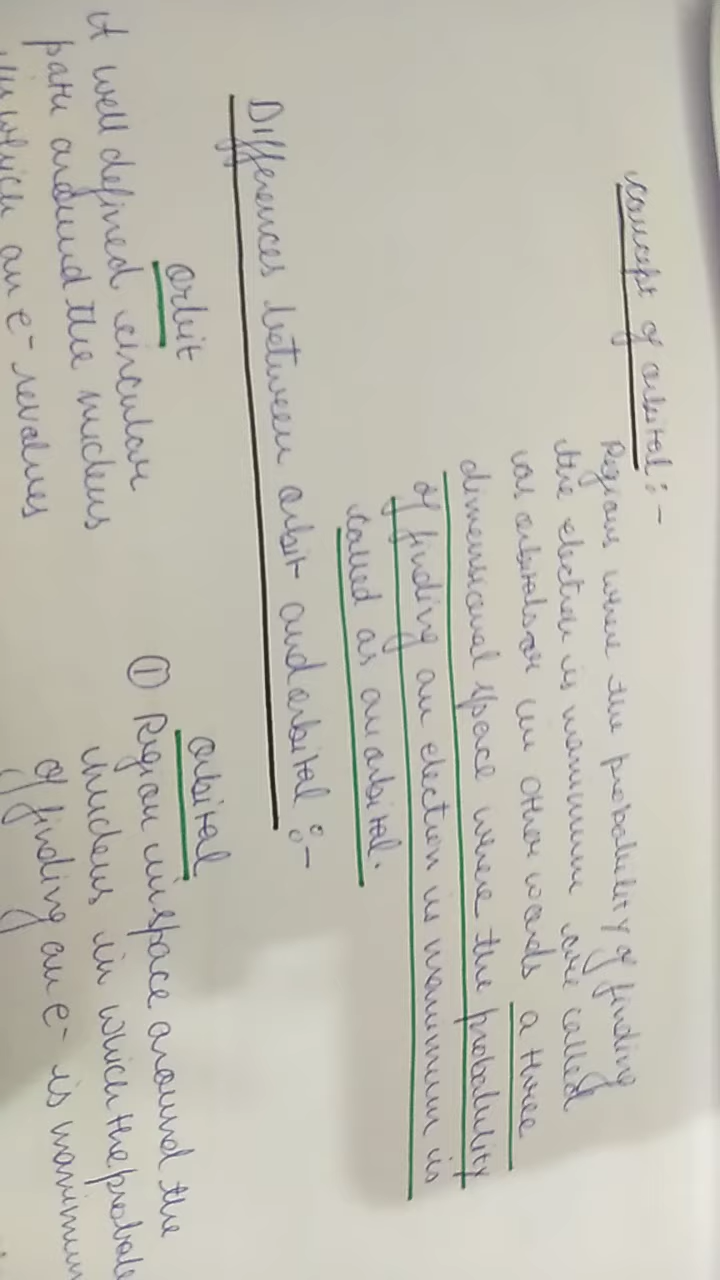 Concept of orbital :-
Regions where the probability of finding
the electron is maximum are called
as orbitals or in other words a three
dimensional space where the probability
of finding an electron is maximum is
called as an orbital.
Differences between orbit and orbital :-
orbit
A well defined circular
path around the nucleus
in which an e- revolves
orbital
① Region in space around the
nucleus in which the probab
of finding an e- is maximum